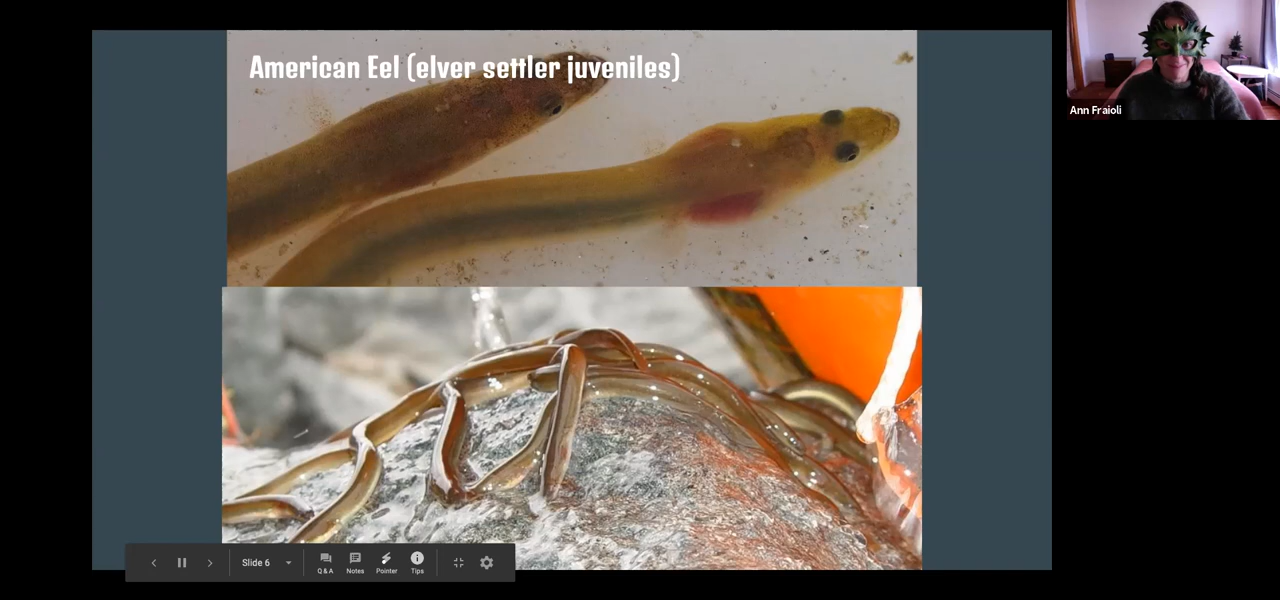 American Eel (elver settler juveniles)
Ann Fraioli
Slide 6
Q & A
Notes
Pointer
Tips